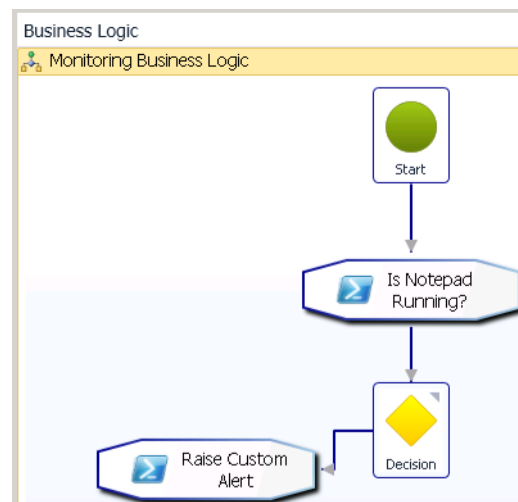 Business Logic
Monitoring Business Logic
Start
Is Notepad
Running?
Decision
Raise Custom
Alert